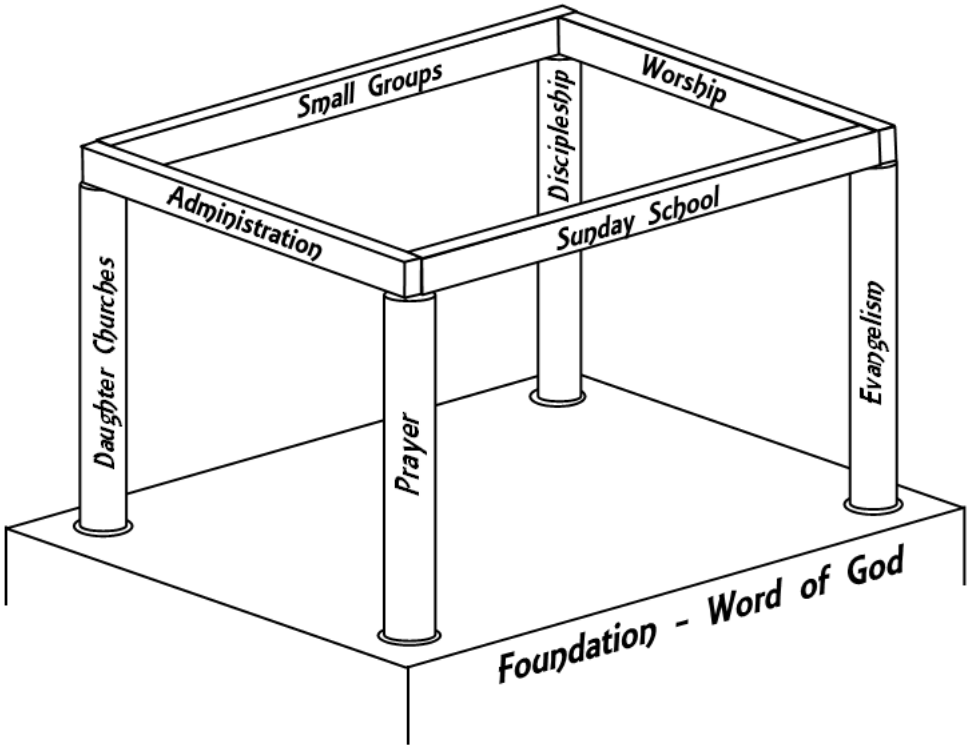 Small Groups
Worship
Discipleship
Administration
Sunday School
Daughter Churches
Prayer
Evangelism
Foundation - Word of God